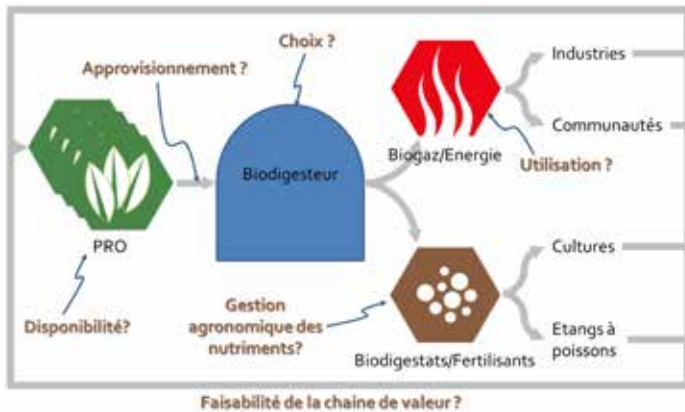 Choix ?
Approvisionnement ?
Industries
Communautés
Biogaz/Energie
Utilisation ?
Biodigesteur
PRO
Disponibilité?
Gestion
agronomique des
nutriments?
Cultures
Etangs à
poissons
Biodigestats/Fertilisants
Faisabilité de la chaine de valeur ?